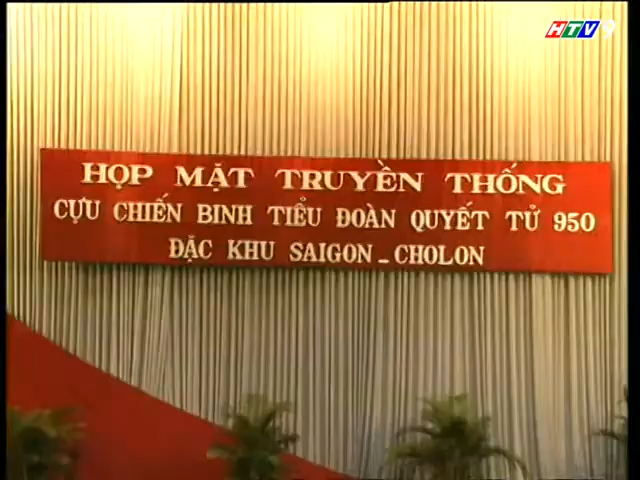 HTV9
HỌP MẶT TRUYỀN THỐNG
CỰU CHIẾN BINH TIỂU ĐOÀN QUYẾT TỬ 950
ĐẶC KHU SAIGON - CHOLON